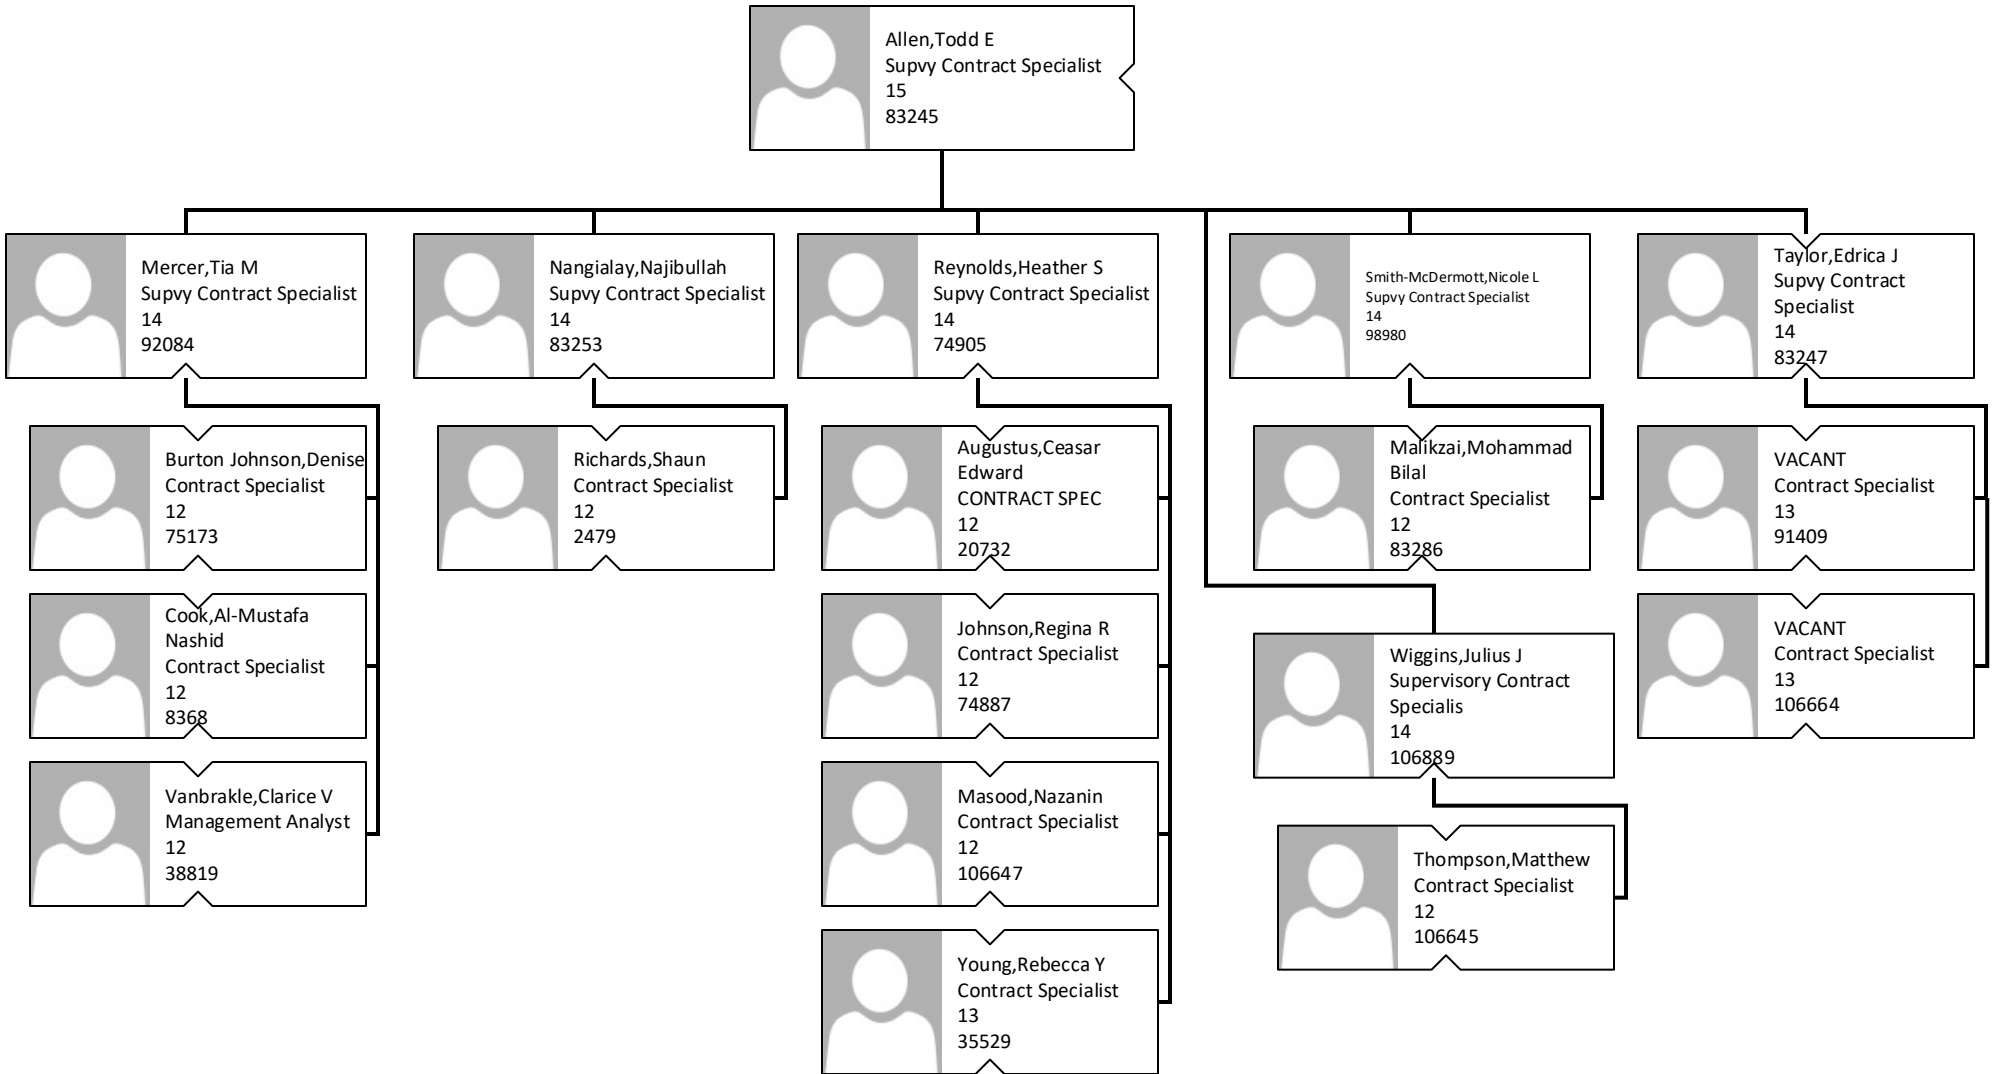 Allen,Todd E
Supvy Contract Specialist
15
83245
Mercer,Tia M
Supvy Contract Specialist
14
92084
Nangialay,Najibullah
Supvy Contract Specialist
14
83253
Reynolds,Heather S
Supvy Contract Specialist
14
74905
Smith-McDermott,Nicole L
Supvy Contract Specialist
14
98980
Taylor,Edrica J
Supvy Contract
Specialist
14
83247
Burton Johnson,Denise
Contract Specialist
12
75173
Richards,Shaun
Contract Specialist
12
2479
Augustus,Ceasar
Edward
CONTRACT SPEC
12
20732
Malikzai,Mohammad
Bilal
Contract Specialist
12
83286
VACANT
Contract Specialist
13
91409
Cook,Al-Mustafa
Nashid
Contract Specialist
12
8368
Johnson,Regina R
Contract Specialist
12
74887
Wiggins,Julius J
Supervisory Contract
Specialis
14
106889
VACANT
Contract Specialist
13
106664
Vanbrakle,Clarice V
Management Analyst
12
38819
Masood,Nazanin
Contract Specialist
12
106647
Thompson,Matthew
Contract Specialist
12
106645
Young,Rebecca Y
Contract Specialist
13
35529